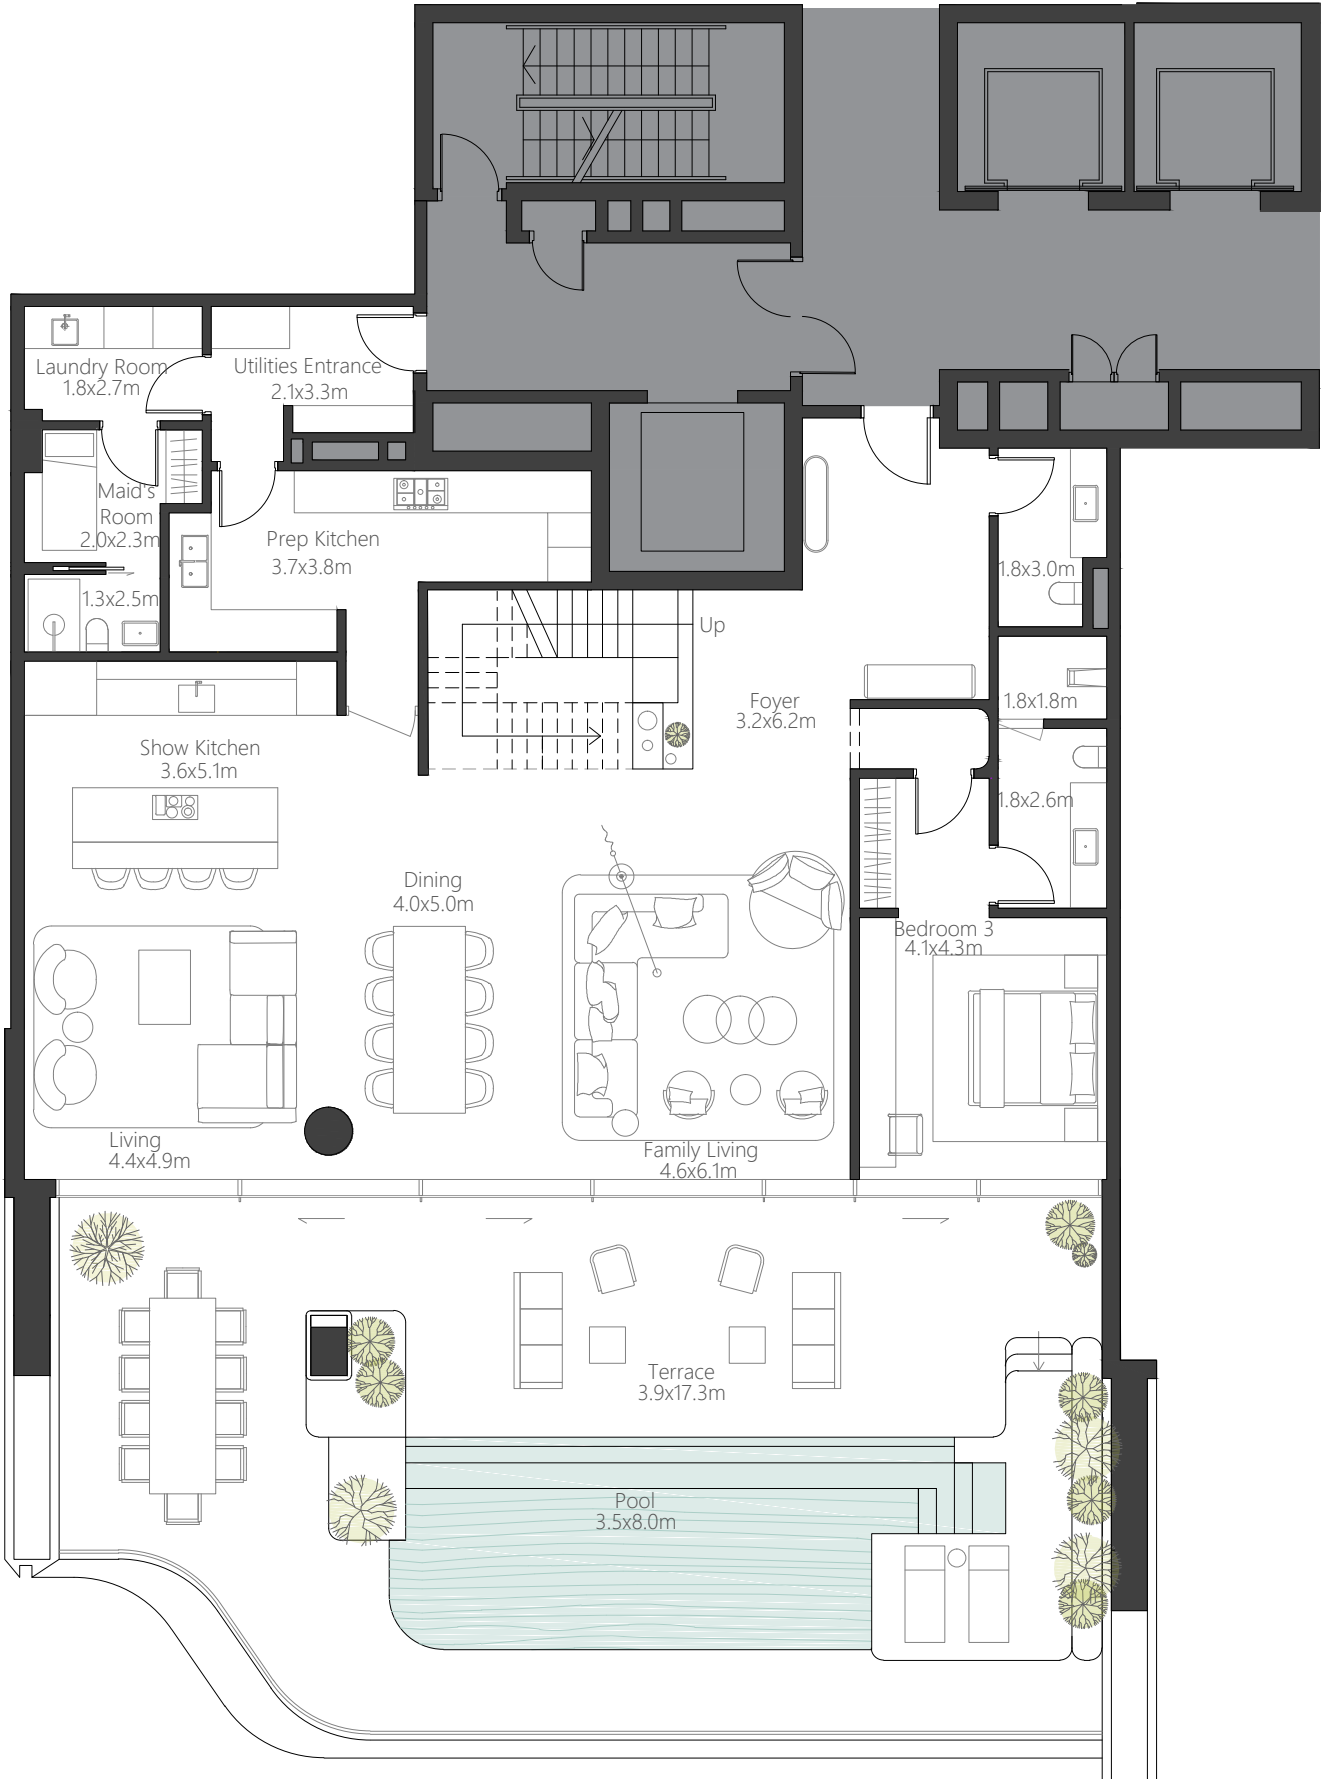 Laundry Room
1.8x2.7m
Utilities Entrance
2.1x3.3m
Maid's
Room
2.0x2.3m
Prep Kitchen
3.7x3.8m
1.3x2.5m
1.8x3.0m
Up
Foyer
3.2x6.2m
1.8x1.8m
Show Kitchen
3.6x5.1m
1.8x2.6m
Dining
4.0x5.0m
Bedroom 3
4.1x4.3m
Living
4.4x4.9m
Family Living
4.6x6.1m
Terrace
3.9x17.3m
Pool
3.5x8.0m